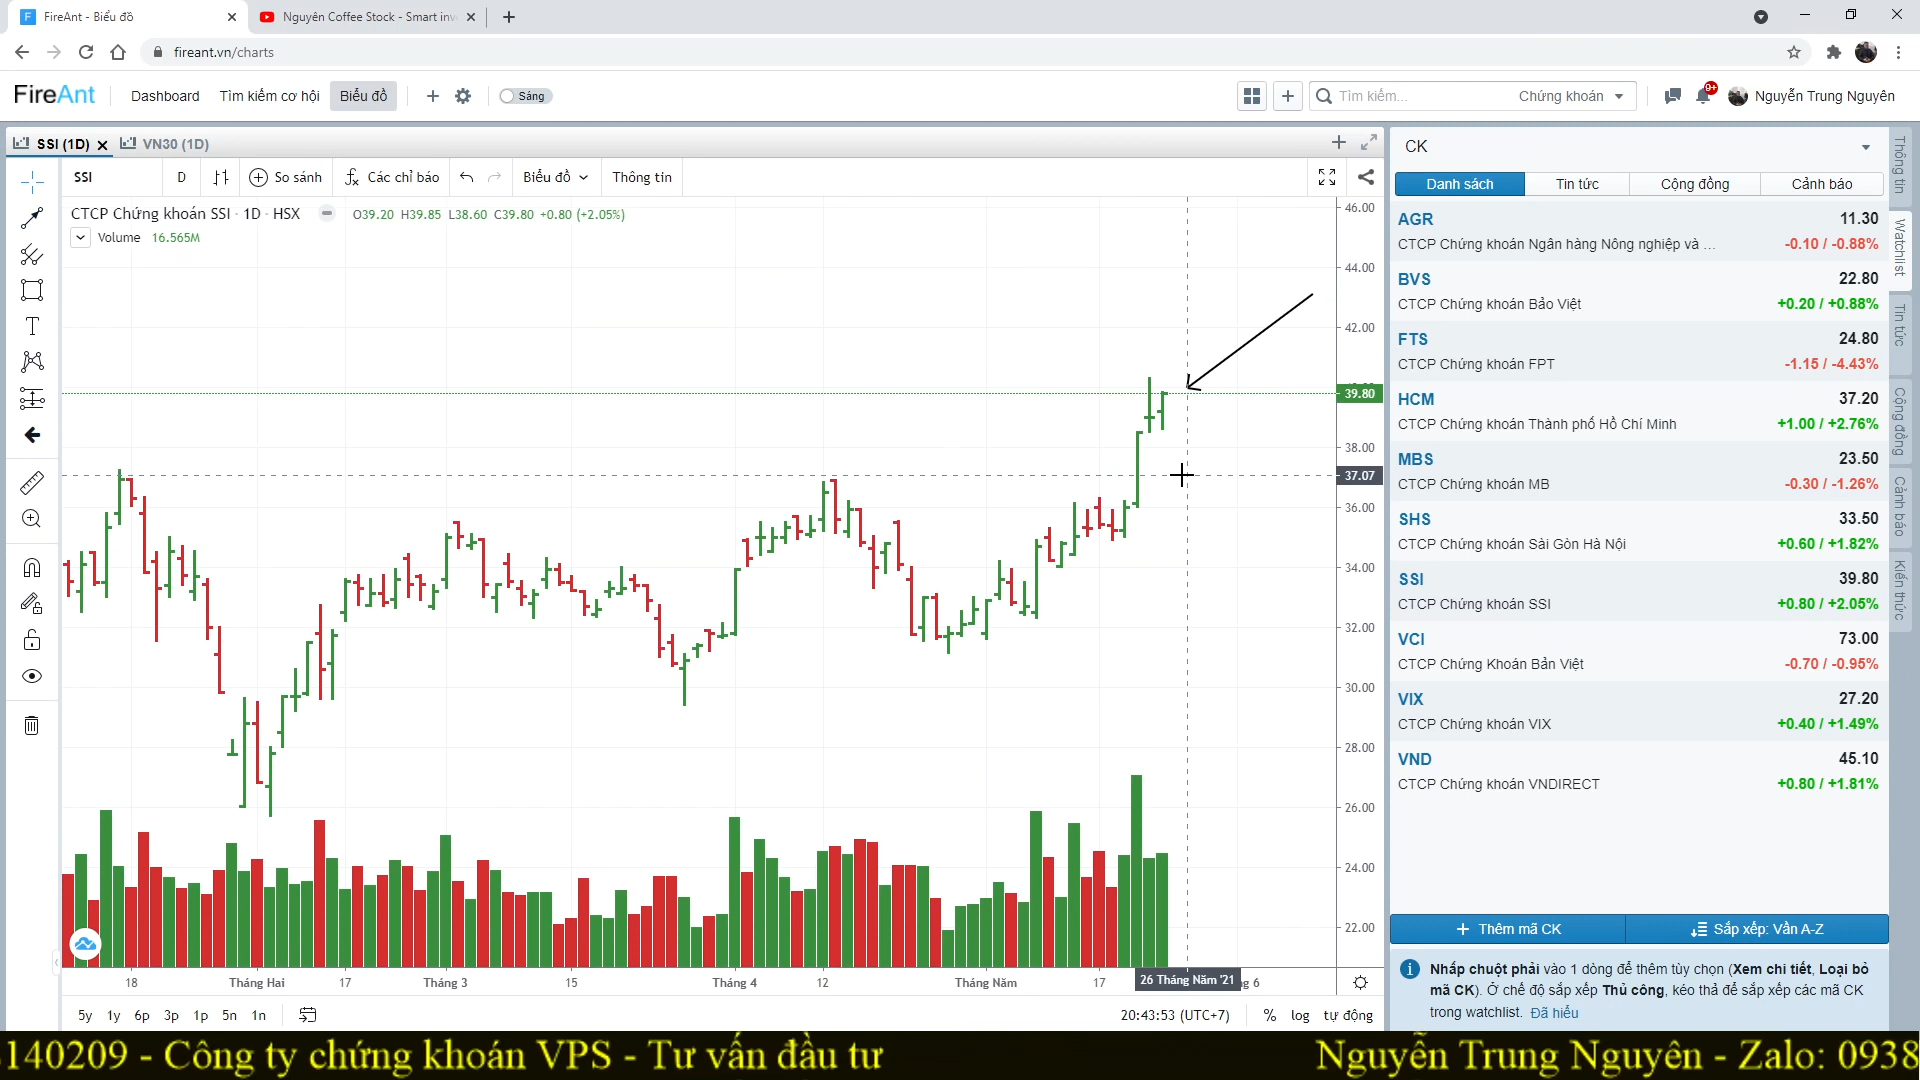 FireAnt - Biểu đồ
Nguyên Coffee Stock - Smart inv
fireant.vn/charts
FireAnt
Dashboard
Tìm kiếm cơ hội
Biểu đồ
Sáng
Tìm kiếm...
Chứng khoán
9+
Nguyễn Trung Nguyên
SSI (1D)
VN30 (1D)
SSI
D
So sánh
Các chỉ báo
Biểu đồ
Thông tin
CTCP Chứng khoán SSI · 1D · HSX
O39.20 H39.85 L38.60 C39.80 +0.80 (+2.05%)
Volume 16.565M
46.00
44.00
42.00
39.80
38.00
37.07
36.00
34.00
32.00
30.00
28.00
26.00
24.00
22.00
18
Tháng Hai
17
Tháng 3
15
Tháng 4
12
Tháng Năm
17
26 Tháng Năm '21
g 6
5y
1y
6p
3p
1p
5n
1n
20:43:53 (UTC+7)
%
log
tự động
CK
Danh sách
Tin tức
Cộng đồng
Cảnh báo
AGR 11.30
CTCP Chứng khoán Ngân hàng Nông nghiệp và ... -0.10 / -0.88%
BVS 22.80
CTCP Chứng khoán Bảo Việt +0.20 / +0.88%
FTS 24.80
CTCP Chứng khoán FPT -1.15 / -4.43%
HCM 37.20
CTCP Chứng khoán Thành phố Hồ Chí Minh +1.00 / +2.76%
MBS 23.50
CTCP Chứng khoán MB -0.30 / -1.26%
SHS 33.50
CTCP Chứng khoán Sài Gòn Hà Nội +0.60 / +1.82%
SSI 39.80
CTCP Chứng khoán SSI +0.80 / +2.05%
VCI 73.00
CTCP Chứng Khoán Bản Việt -0.70 / -0.95%
VIX 27.20
CTCP Chứng khoán VIX +0.40 / +1.49%
VND 45.10
CTCP Chứng khoán VNDIRECT +0.80 / +1.81%
Thêm mã CK
Sắp xếp: Vần A-Z
Nhấp chuột phải vào 1 dòng để thêm tùy chọn (Xem chi tiết, Loại bỏ
mã CK). Ở chế độ sắp xếp Thủ công, kéo thả để sắp xếp các mã CK
trong watchlist. Đã hiểu
Thông tin
Watchlist
Tin tức
Cộng đồng
Cảnh báo
Kiến thức
140209 - Công ty chứng khoán VPS - Tư vấn đầu tư
Nguyễn Trung Nguyên - Zalo: 0938